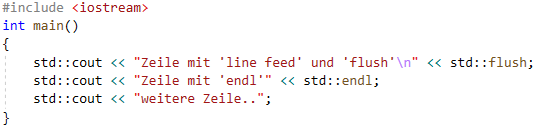 #include <iostream>
int main()
{
    std::cout << "Zeile mit 'line feed' und 'flush'\n" << std::flush;
    std::cout << "Zeile mit 'endl'" << std::endl;
    std::cout << "weitere Zeile..";
}